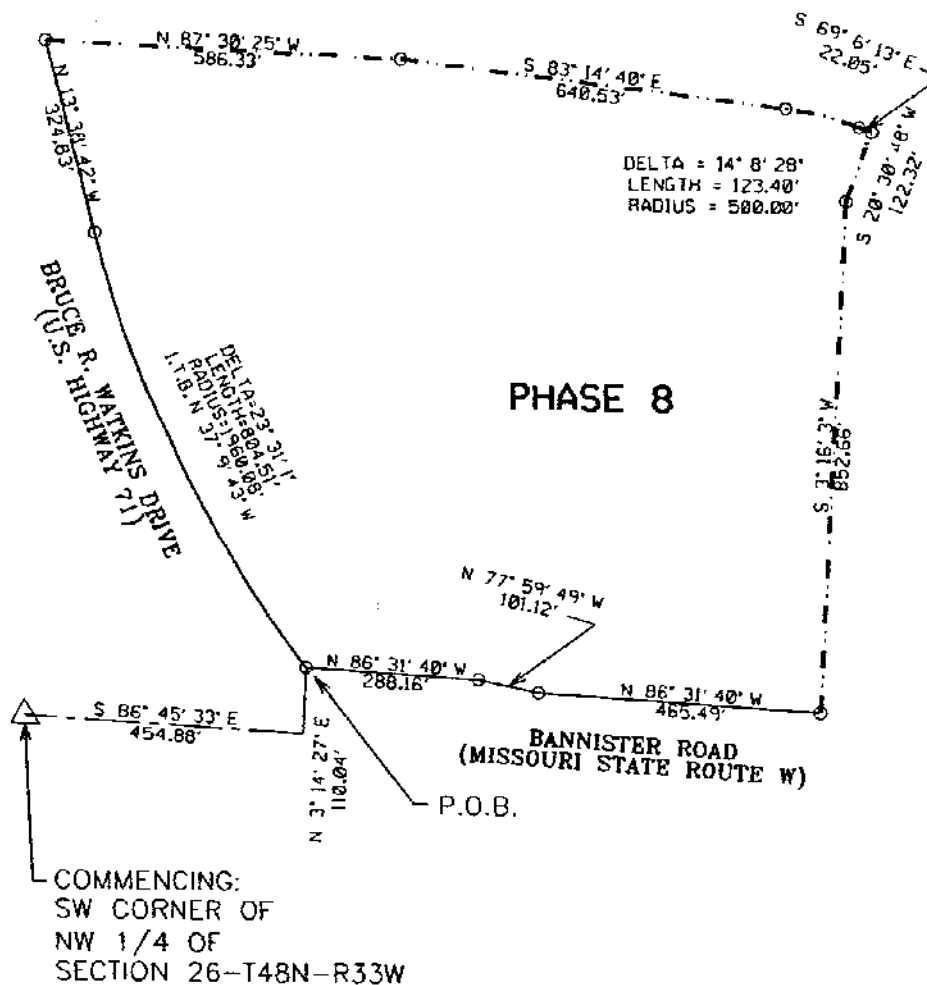 N 87° 30' 25" W
586.33'
S 83° 14' 40" E
640.53'
S 69° 6' 13" E
22.05'
N 13° 38' 42" W
324.83'
DELTA = 14° 8' 28"
LENGTH = 123.40'
RADIUS = 500.00'
S 20° 30' 48" W
122.32'
BRUCE R. WATKINS DRIVE
(U.S. HIGHWAY 71)
DELTA=23° 31' 1"
LENGTH=804.51'
RADIUS=1960.08'
I.T.B. N 37° 9' 43" W
PHASE 8
S 3° 16' 3" W
852.66'
N 77° 59' 49" W
101.12'
N 86° 31' 40" W
288.16'
N 86° 31' 40" W
465.49'
S 86° 45' 33" E
454.88'
BANNISTER ROAD
(MISSOURI STATE ROUTE W)
N 3° 14' 27" E
110.04'
P.O.B.
COMMENCING:
SW CORNER OF
NW 1/4 OF
SECTION 26-T48N-R33W